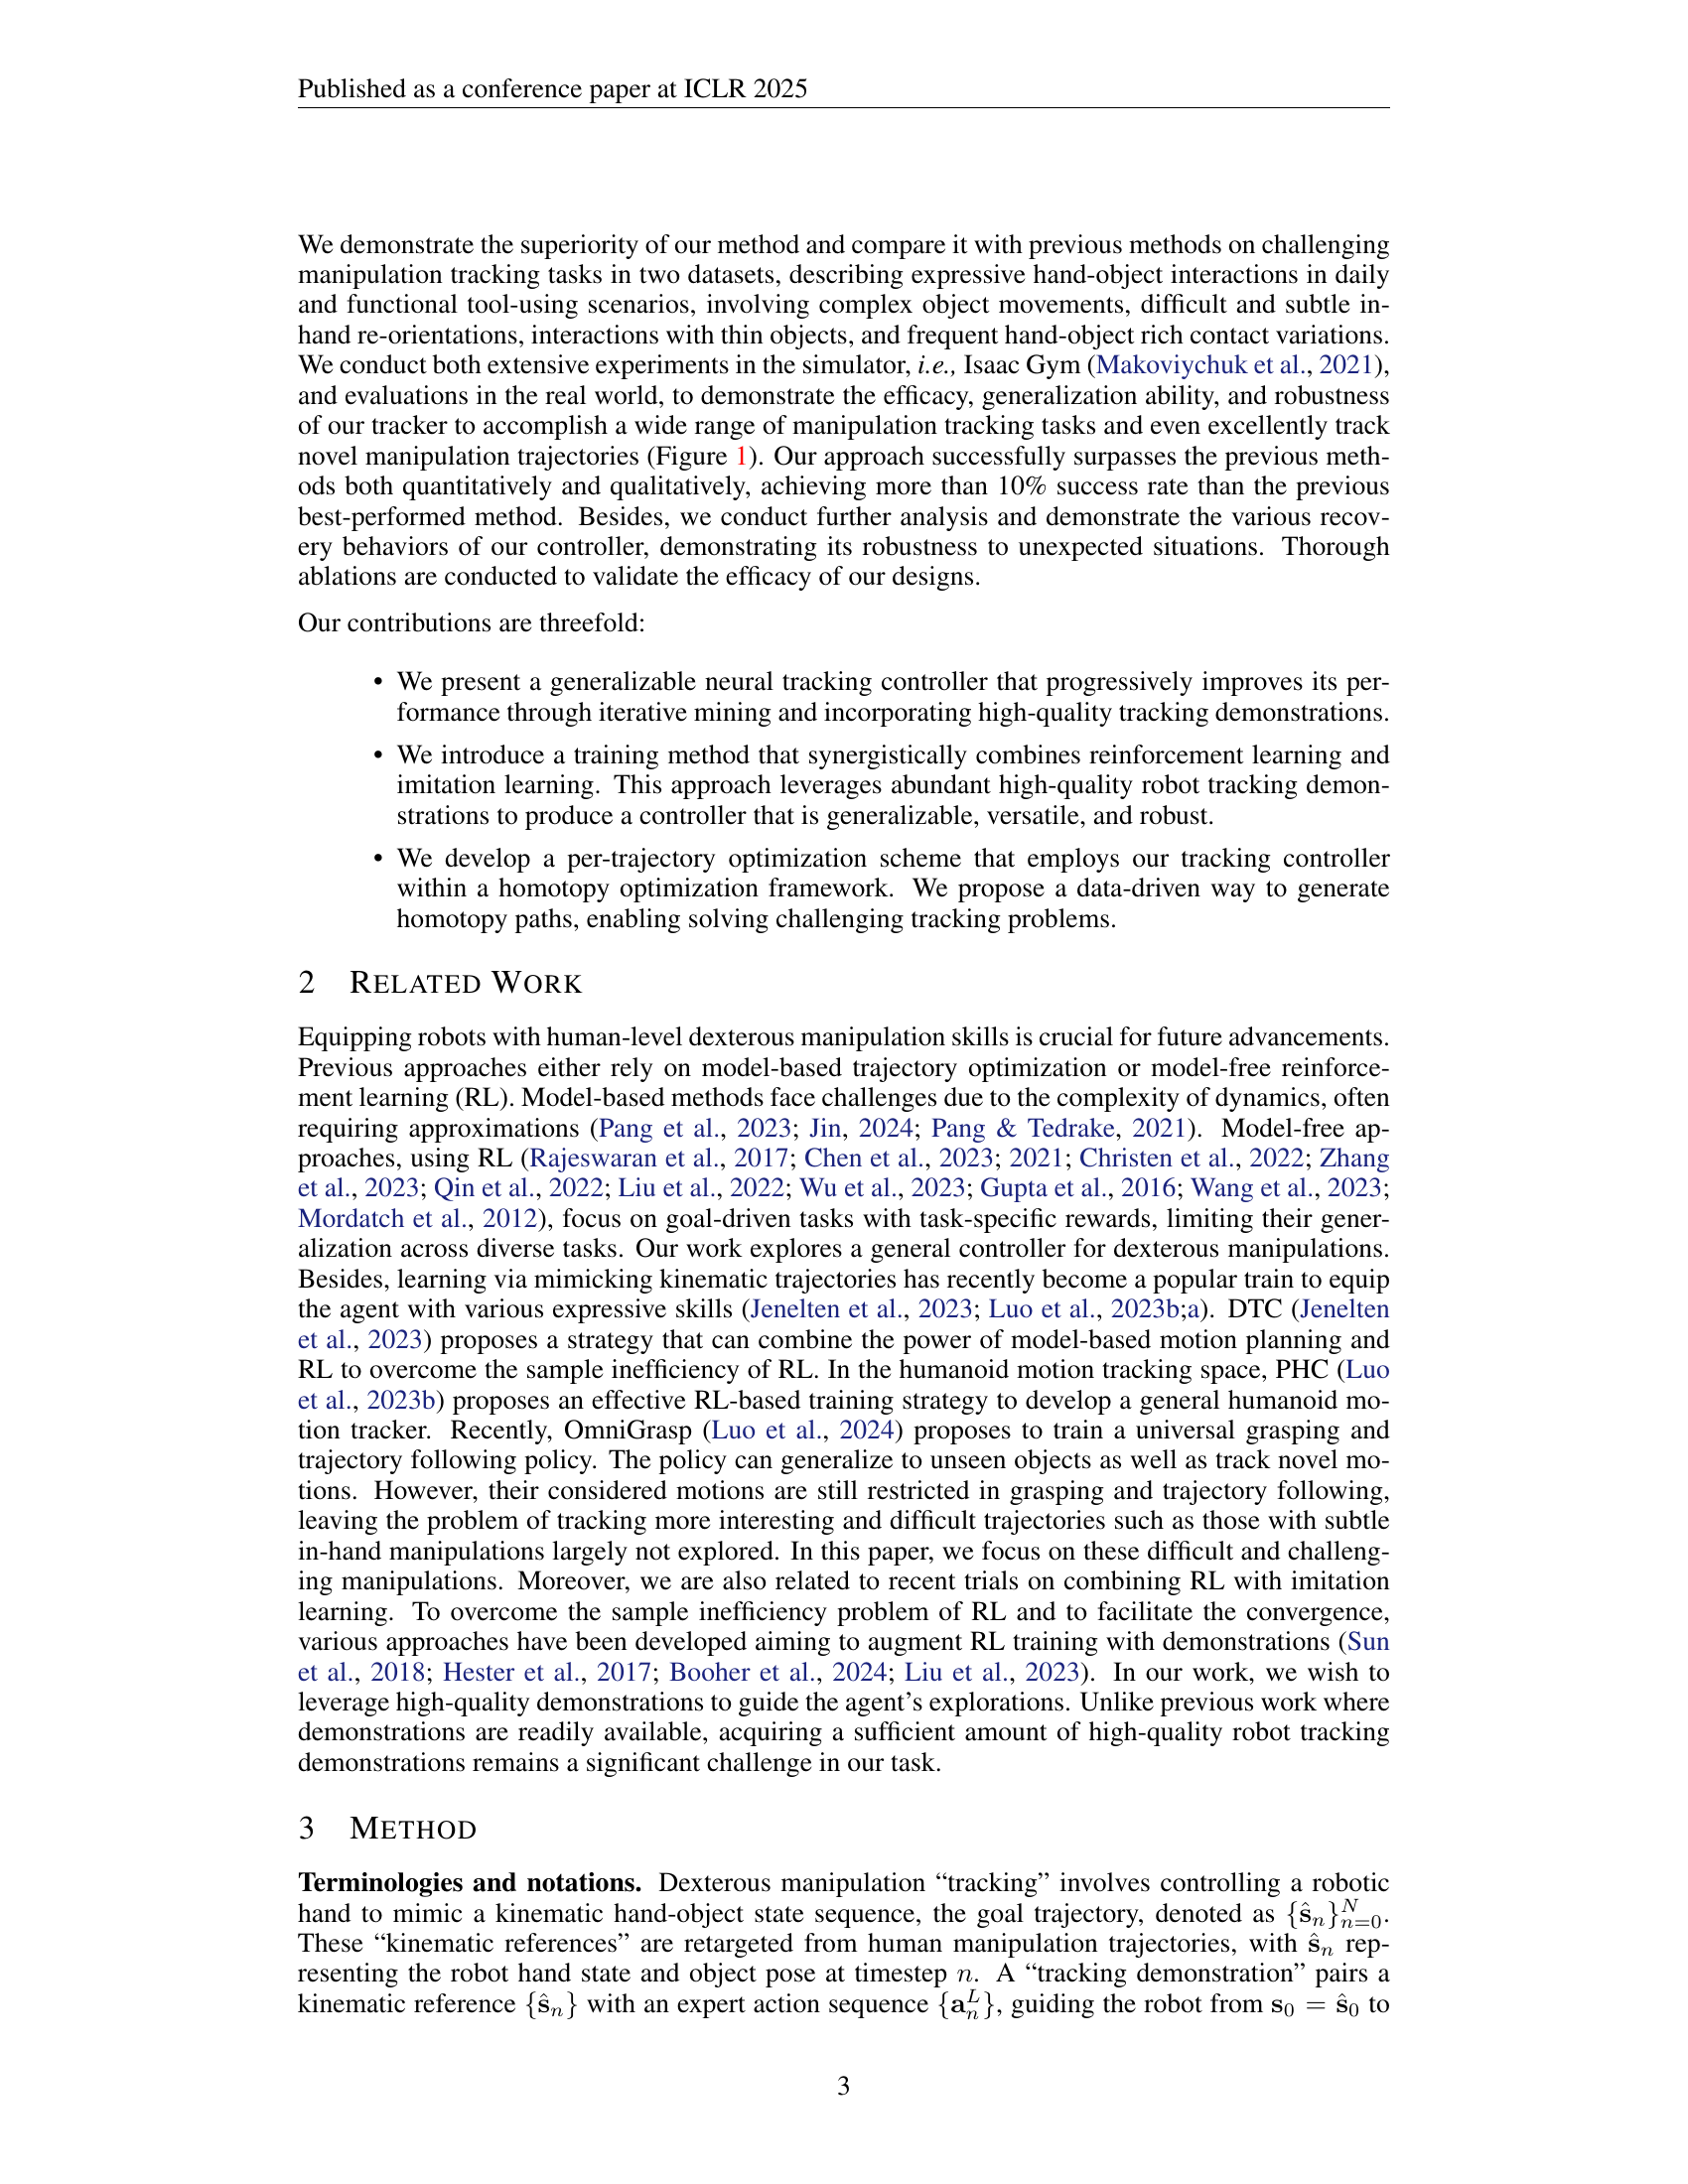 Published as a conference paper at ICLR 2025
We demonstrate the superiority of our method and compare it with previous methods on challenging
manipulation tracking tasks in two datasets, describing expressive hand-object interactions in daily
and functional tool-using scenarios, involving complex object movements, difficult and subtle in-
hand re-orientations, interactions with thin objects, and frequent hand-object rich contact variations.
We conduct both extensive experiments in the simulator, i.e., Isaac Gym (Makoviychuk et al., 2021),
and evaluations in the real world, to demonstrate the efficacy, generalization ability, and robustness
of our tracker to accomplish a wide range of manipulation tracking tasks and even excellently track
novel manipulation trajectories (Figure 1). Our approach successfully surpasses the previous meth-
ods both quantitatively and qualitatively, achieving more than 10% success rate than the previous
best-performed method. Besides, we conduct further analysis and demonstrate the various recov-
ery behaviors of our controller, demonstrating its robustness to unexpected situations. Thorough
ablations are conducted to validate the efficacy of our designs.
Our contributions are threefold:
• We present a generalizable neural tracking controller that progressively improves its per-
formance through iterative mining and incorporating high-quality tracking demonstrations.
• We introduce a training method that synergistically combines reinforcement learning and
imitation learning. This approach leverages abundant high-quality robot tracking demon-
strations to produce a controller that is generalizable, versatile, and robust.
• We develop a per-trajectory optimization scheme that employs our tracking controller
within a homotopy optimization framework. We propose a data-driven way to generate
homotopy paths, enabling solving challenging tracking problems.
2 RELATED WORK
Equipping robots with human-level dexterous manipulation skills is crucial for future advancements.
Previous approaches either rely on model-based trajectory optimization or model-free reinforce-
ment learning (RL). Model-based methods face challenges due to the complexity of dynamics, often
requiring approximations (Pang et al., 2023; Jin, 2024; Pang & Tedrake, 2021). Model-free ap-
proaches, using RL (Rajeswaran et al., 2017; Chen et al., 2023; 2021; Christen et al., 2022; Zhang
et al., 2023; Qin et al., 2022; Liu et al., 2022; Wu et al., 2023; Gupta et al., 2016; Wang et al., 2023;
Mordatch et al., 2012), focus on goal-driven tasks with task-specific rewards, limiting their gener-
alization across diverse tasks. Our work explores a general controller for dexterous manipulations.
Besides, learning via mimicking kinematic trajectories has recently become a popular train to equip
the agent with various expressive skills (Jenelten et al., 2023; Luo et al., 2023b;a). DTC (Jenelten
et al., 2023) proposes a strategy that can combine the power of model-based motion planning and
RL to overcome the sample inefficiency of RL. In the humanoid motion tracking space, PHC (Luo
et al., 2023b) proposes an effective RL-based training strategy to develop a general humanoid mo-
tion tracker. Recently, OmniGrasp (Luo et al., 2024) proposes to train a universal grasping and
trajectory following policy. The policy can generalize to unseen objects as well as track novel mo-
tions. However, their considered motions are still restricted in grasping and trajectory following,
leaving the problem of tracking more interesting and difficult trajectories such as those with subtle
in-hand manipulations largely not explored. In this paper, we focus on these difficult and challeng-
ing manipulations. Moreover, we are also related to recent trials on combining RL with imitation
learning. To overcome the sample inefficiency problem of RL and to facilitate the convergence,
various approaches have been developed aiming to augment RL training with demonstrations (Sun
et al., 2018; Hester et al., 2017; Booher et al., 2024; Liu et al., 2023). In our work, we wish to
leverage high-quality demonstrations to guide the agent's explorations. Unlike previous work where
demonstrations are readily available, acquiring a sufficient amount of high-quality robot tracking
demonstrations remains a significant challenge in our task.
3 METHOD
Terminologies and notations. Dexterous manipulation “tracking” involves controlling a robotic
hand to mimic a kinematic hand-object state sequence, the goal trajectory, denoted as {ŝ_n}_{n=0}^N.
These “kinematic references” are retargeted from human manipulation trajectories, with ŝ_n rep-
resenting the robot hand state and object pose at timestep n. A “tracking demonstration” pairs a
kinematic reference {ŝ_n} with an expert action sequence {a_n^L}, guiding the robot from s_0 = ŝ_0 to
3